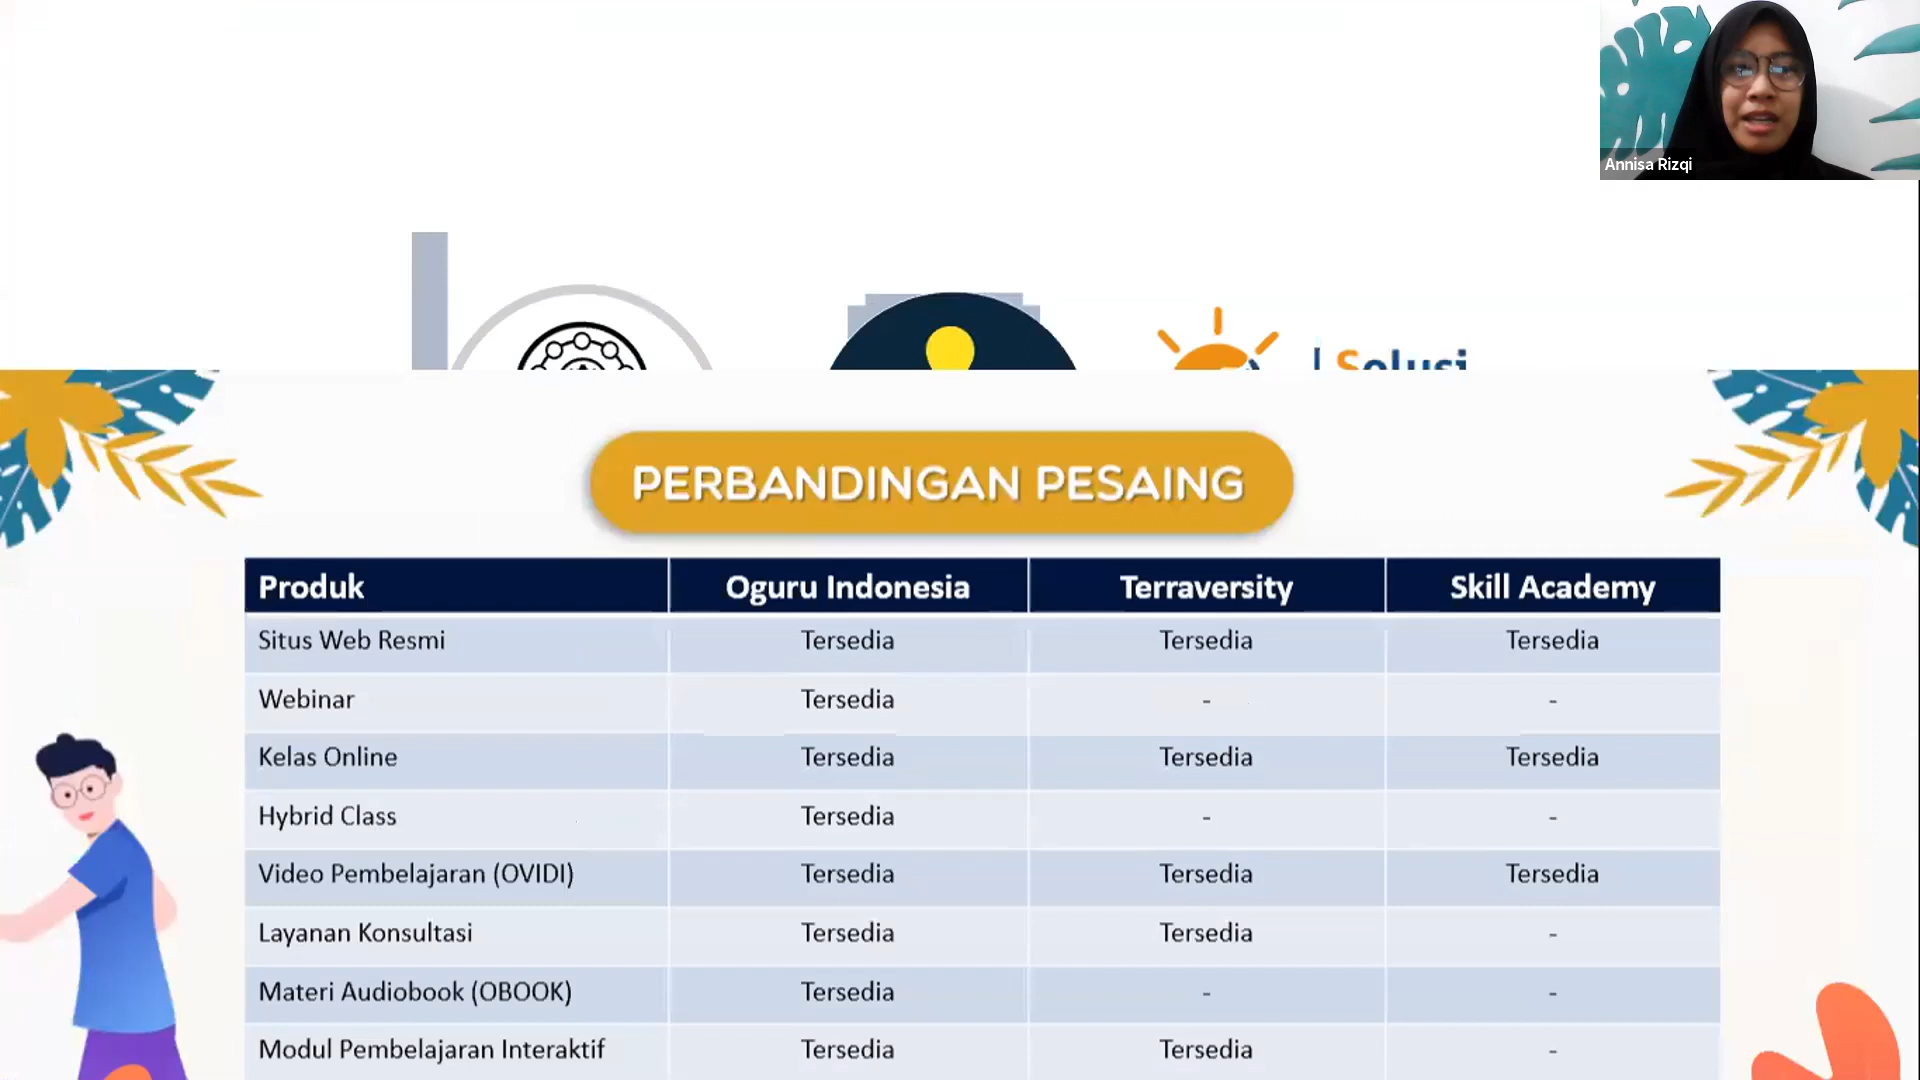 Annisa Rizqi
| Solusi
PERBANDINGAN PESAING
Produk Oguru Indonesia Terraversity Skill Academy
Situs Web Resmi Tersedia Tersedia Tersedia
Webinar Tersedia - -
Kelas Online Tersedia Tersedia Tersedia
Hybrid Class Tersedia - -
Video Pembelajaran (OVIDI) Tersedia Tersedia Tersedia
Layanan Konsultasi Tersedia Tersedia -
Materi Audiobook (OBOOK) Tersedia - -
Modul Pembelajaran Interaktif Tersedia Tersedia -